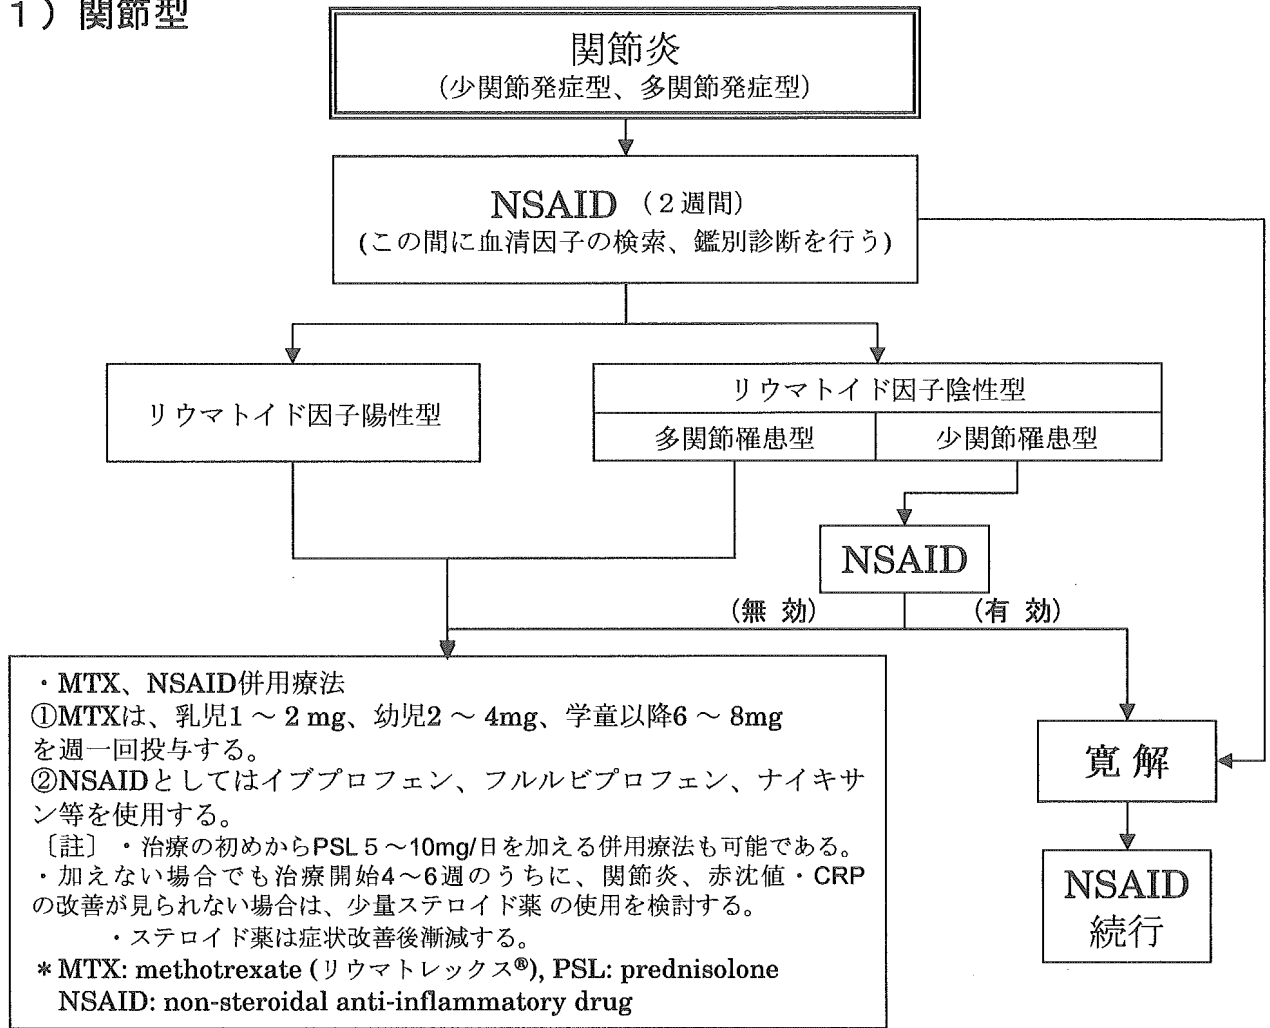 １）関節型
関節炎
（少関節発症型、多関節発症型）
NSAID（２週間）
(この間に血清因子の検索、鑑別診断を行う)
リウマトイド因子陽性型
リウマトイド因子陰性型
多関節罹患型
少関節罹患型
NSAID
（無 効）
（有 効）
・MTX、NSAID併用療法
①MTXは、乳児1 ～ 2 mg、幼児2 ～ 4mg、学童以降6 ～ 8mg
を週一回投与する。
②NSAIDとしてはイブプロフェン、フルルビプロフェン、ナイキサ
ン等を使用する。
〔註〕・治療の初めからPSL５～10mg/日を加える併用療法も可能である。
・加えない場合でも治療開始4～6週のうちに、関節炎、赤沈値・CRP
の改善が見られない場合は、少量ステロイド薬 の使用を検討する。
・ステロイド薬は症状改善後漸減する。
＊MTX: methotrexate (リウマトレックス®), PSL: prednisolone
NSAID: non-steroidal anti-inflammatory drug
寛 解
NSAID
続行